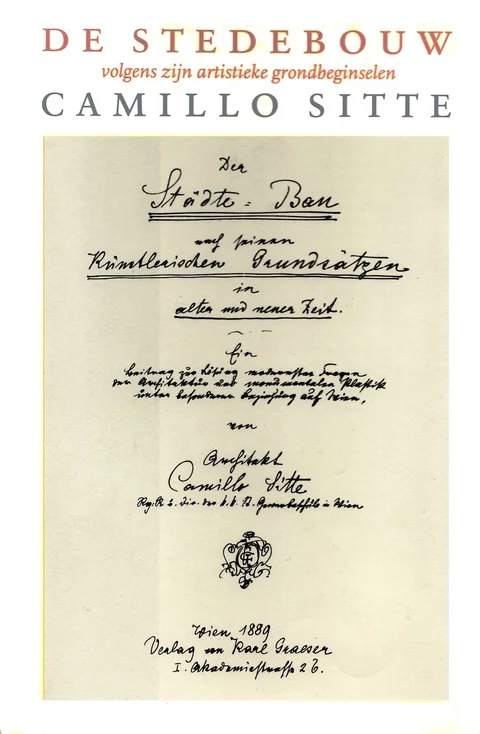 DE STEDEBOUW
volgens zijn artistieke grondbeginselen
CAMILLO SITTE
Der
Städte-Bau
nach seinen
Künstlerischen Grundsätzen
in
alter und neuer Zeit.
Ein
Beitrag zur Lösung modernster Fragen
der Architektur und monumentalen Plastik
unter besonderer Beziehung auf Wien,
von
Architekt
Camillo Sitte
Rg. R u. Dir. der k. k. St. Gewerbeschule in Wien
Wien, 1889
Verlag von Karl Graeser
I. Akademiestrasse 26.